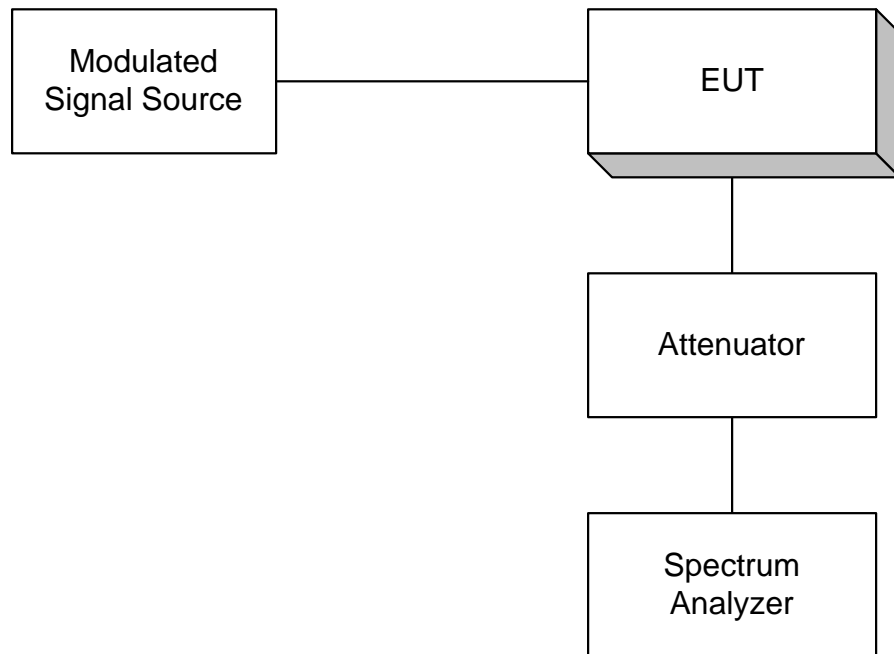 Modulated
Signal Source
EUT
Attenuator
Spectrum
Analyzer